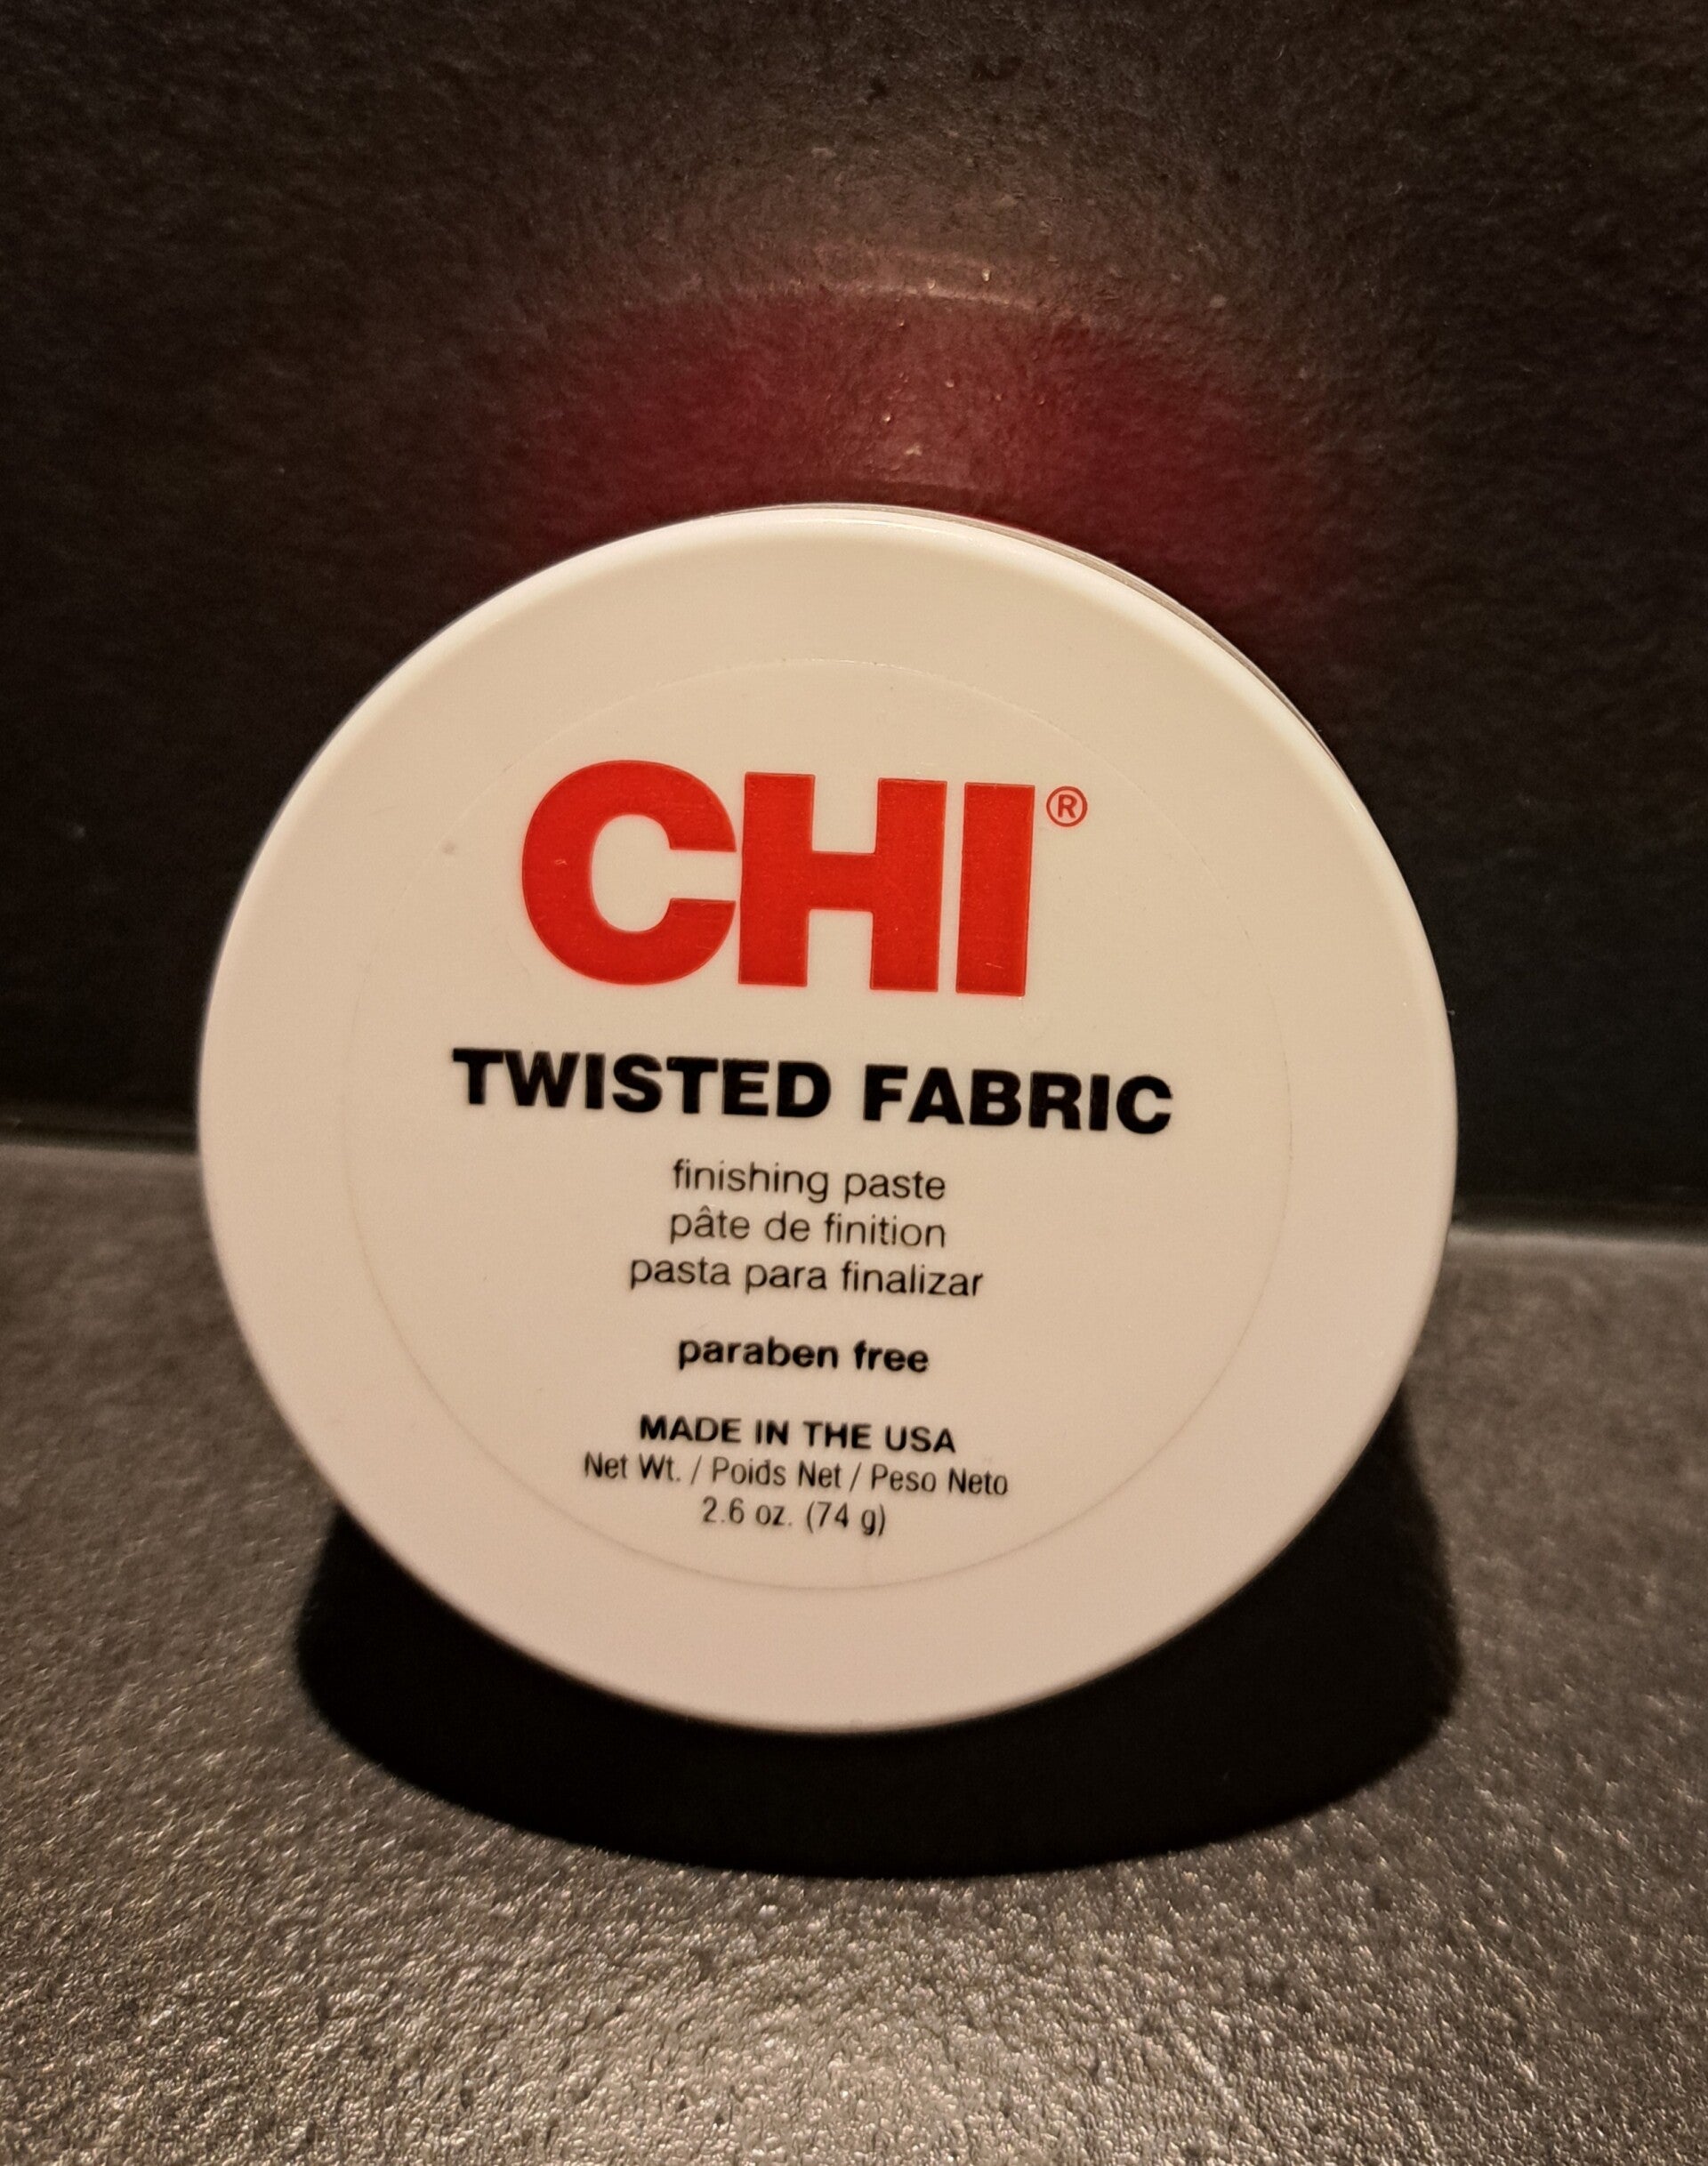 CHI®
TWISTED FABRIC
finishing paste
pâte de finition
pasta para finalizar
paraben free
MADE IN THE USA
Net Wt. / Poids Net / Peso Neto
2.6 oz. (74 g)